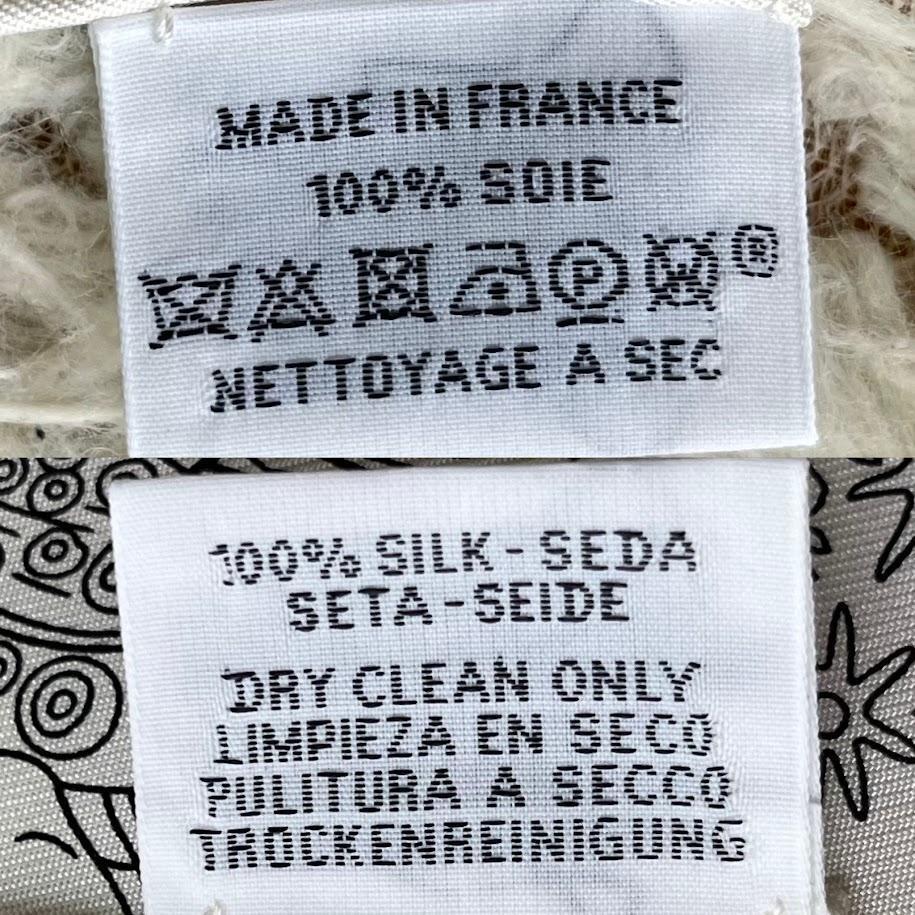 MADE IN FRANCE
100% SOIE
P W ®
NETTOYAGE A SEC
100% SILK - SEDA
SETA - SEIDE
DRY CLEAN ONLY
LIMPIEZA EN SECO
PULITURA A SECCO
TROCKENREINIGUNG